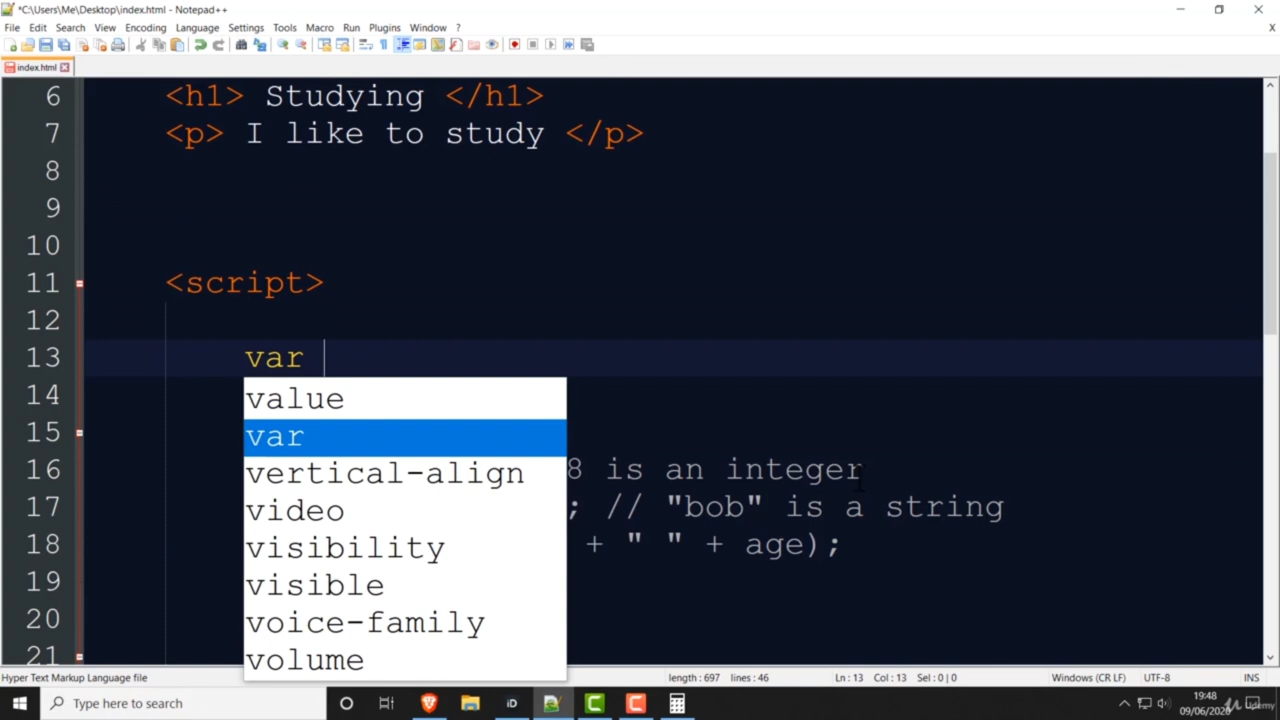 *C:\Users\Me\Desktop\index.html - Notepad++
File Edit Search View Encoding Language Settings Tools Macro Run Plugins Window ? X
index.html
6 <h1> Studying </h1>
7 <p> I like to study </p>
8
9
10
11 <script>
12
13 var
value
14
var
15
vertical-align
16 8 is an integer
video
17 ; // "bob" is a string
visibility
18 + " " + age);
visible
19
voice-family
20
volume
21
Hyper Text Markup Language file length : 697 lines : 46 Ln : 13 Col : 13 Sel : 0 | 0 Windows (CR LF) UTF-8 INS
Type here to search iD 19:48
09/06/2020 Udemy